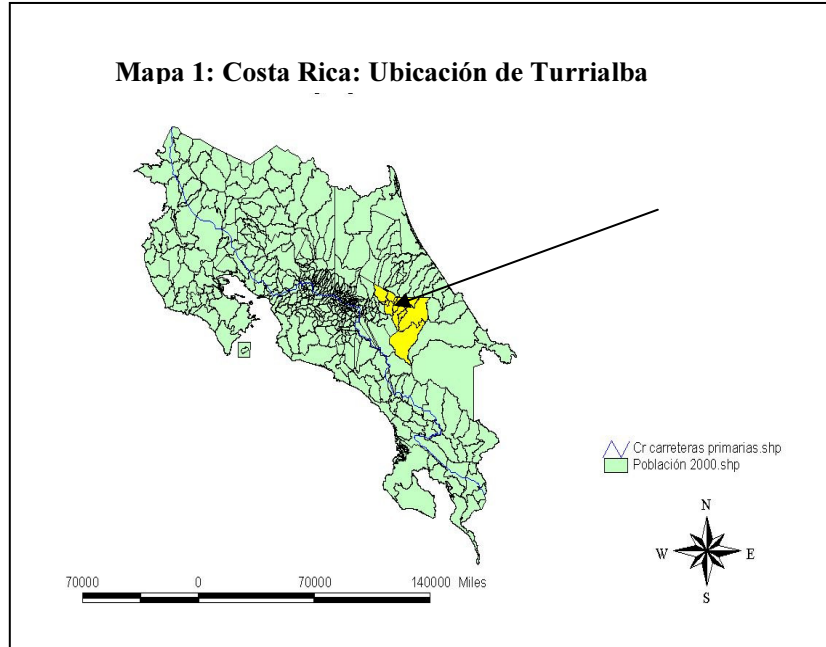 Mapa 1: Costa Rica: Ubicación de Turrialba
Cr carreteras primarias.shp
Población 2000.shp
N
W E
S
70000 0 70000 140000 Miles